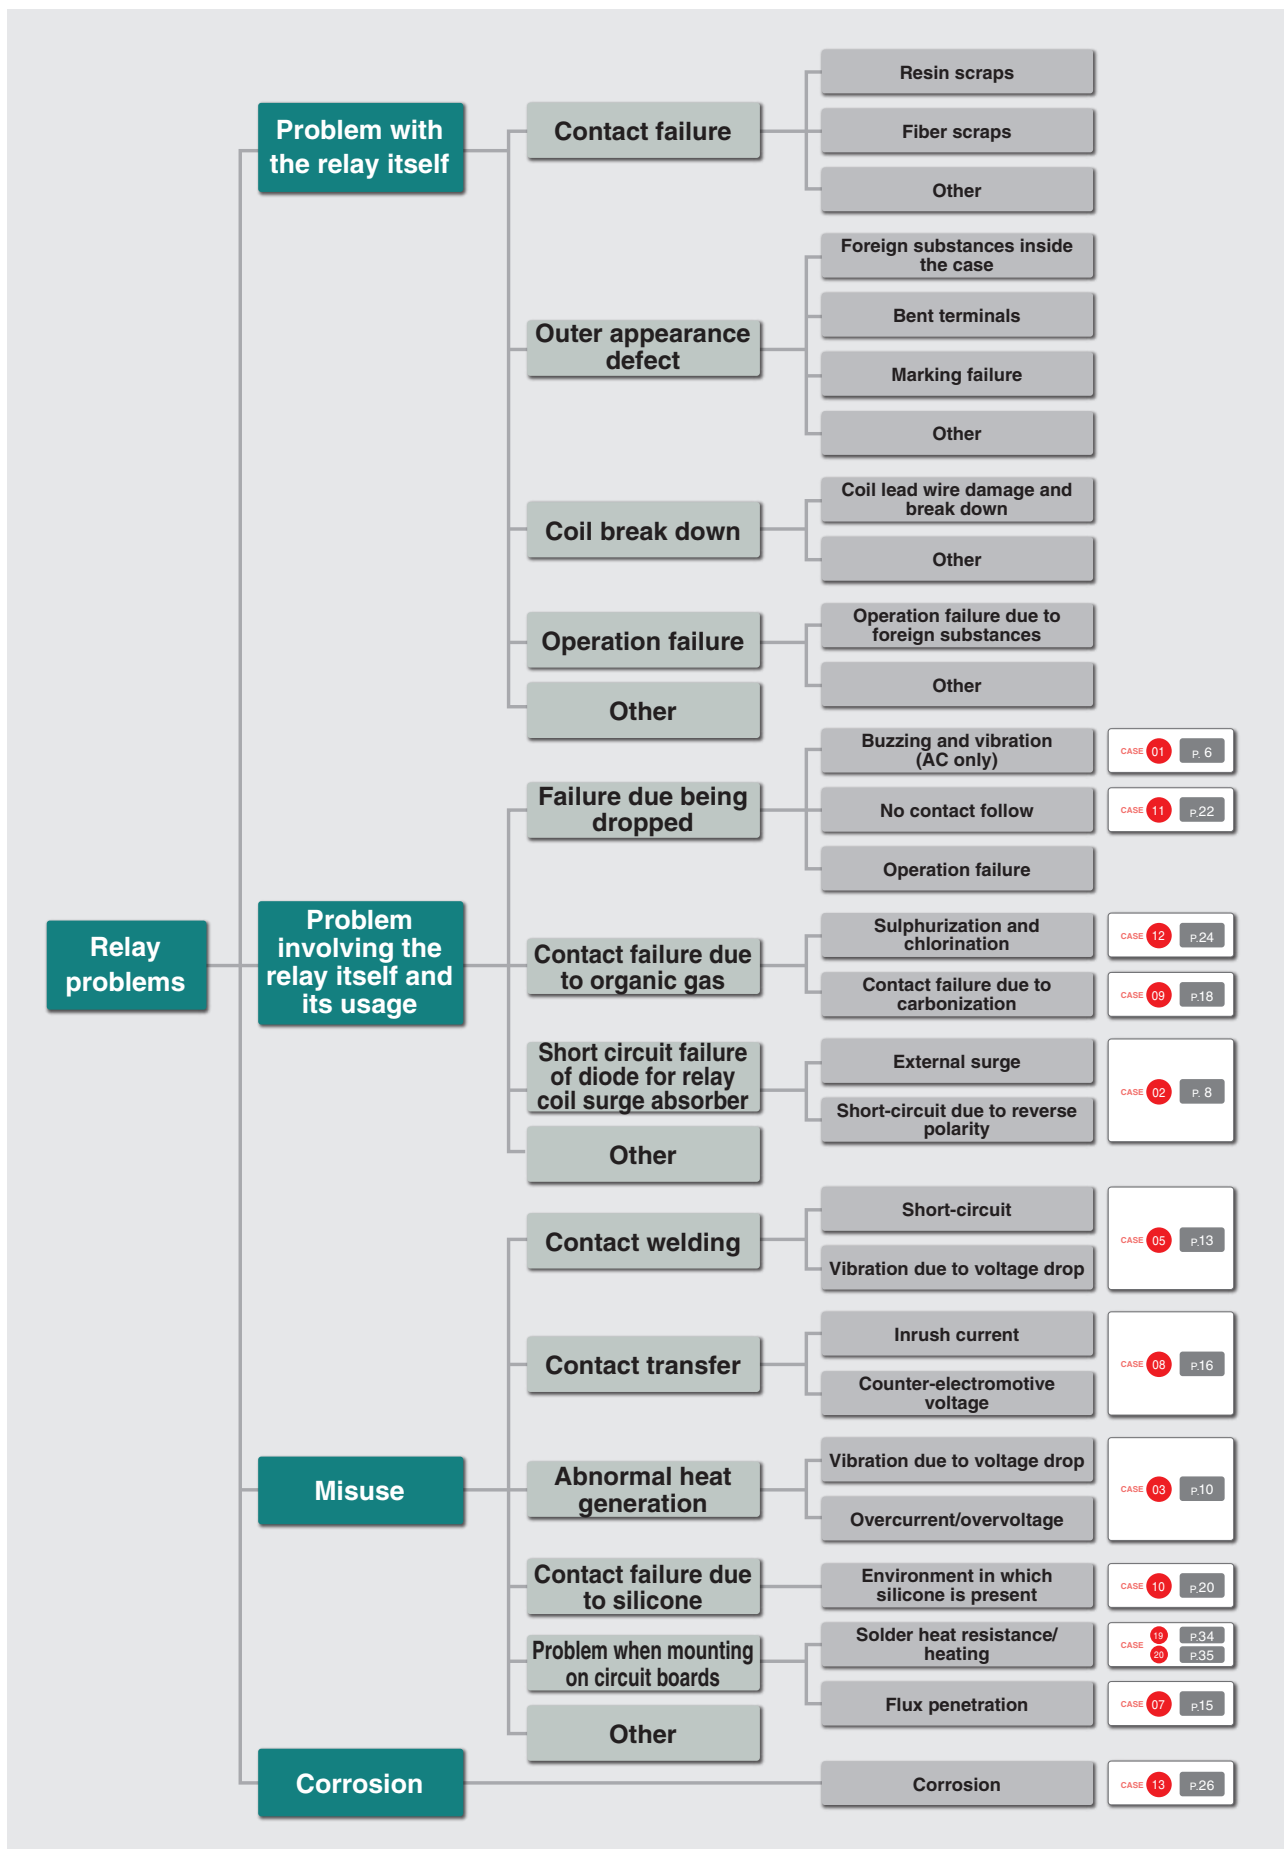 Relay
problems
Problem with
the relay itself
Contact failure
Resin scraps
Fiber scraps
Other
Outer appearance
defect
Foreign substances inside
the case
Bent terminals
Marking failure
Other
Coil break down
Coil lead wire damage and
break down
Other
Operation failure
Operation failure due to
foreign substances
Other
Other
Problem
involving the
relay itself and
its usage
Failure due being
dropped
Buzzing and vibration
(AC only)
CASE 01 P. 6
No contact follow
CASE 11 P.22
Operation failure
Contact failure due
to organic gas
Sulphurization and
chlorination
CASE 12 P.24
Contact failure due to
carbonization
CASE 09 P.18
Short circuit failure
of diode for relay
coil surge absorber
External surge
Short-circuit due to reverse
polarity
CASE 02 P. 8
Other
Misuse
Contact welding
Short-circuit
Vibration due to voltage drop
CASE 05 P.13
Contact transfer
Inrush current
Counter-electromotive
voltage
CASE 08 P.16
Abnormal heat
generation
Vibration due to voltage drop
Overcurrent/overvoltage
CASE 03 P.10
Contact failure due
to silicone
Environment in which
silicone is present
CASE 10 P.20
Problem when mounting
on circuit boards
Solder heat resistance/
heating
CASE 19 P.34
20 P.35
Flux penetration
CASE 07 P.15
Other
Corrosion
Corrosion
CASE 13 P.26